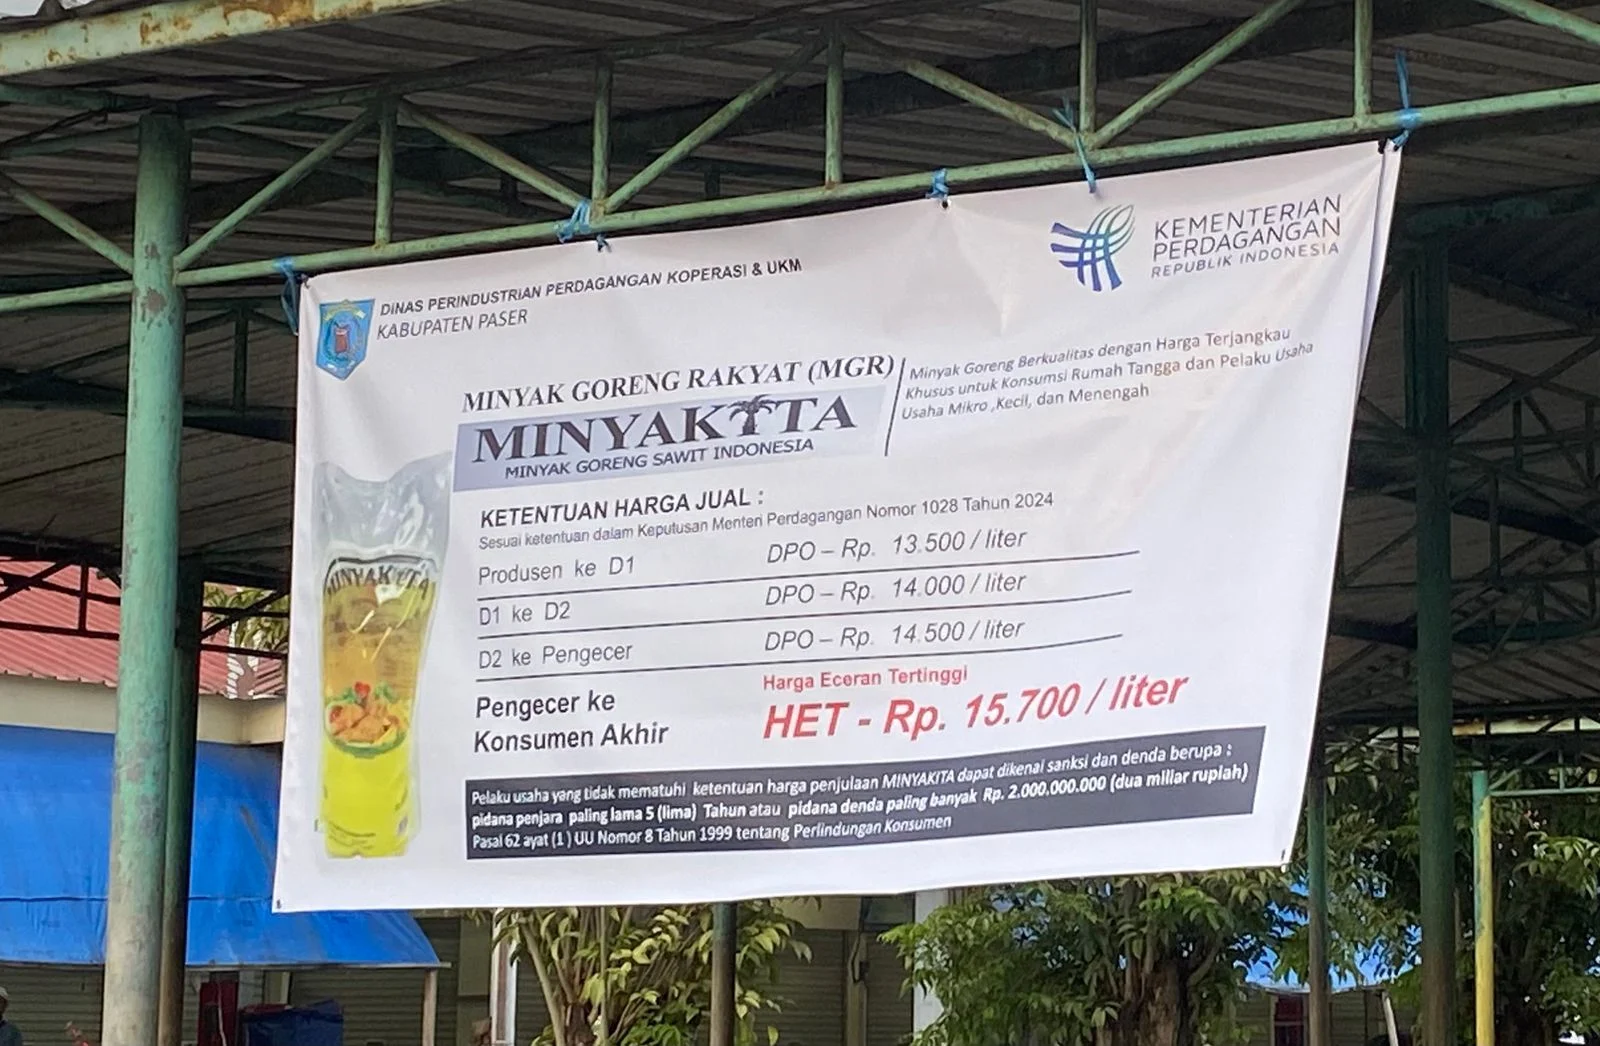 DINAS PERINDUSTRIAN PERDAGANGAN KOPERASI & UKM
KABUPATEN PASER
KEMENTERIAN
PERDAGANGAN
REPUBLIK INDONESIA
MINYAK GORENG RAKYAT (MGR)
MINYAKITA
MINYAK GORENG SAWIT INDONESIA
Minyak Goreng Berkualitas dengan Harga Terjangkau
Khusus untuk Konsumsi Rumah Tangga dan Pelaku Usaha
Usaha Mikro ,Kecil, dan Menengah
KETENTUAN HARGA JUAL :
Sesuai ketentuan dalam Keputusan Menteri Perdagangan Nomor 1028 Tahun 2024
Produsen ke D1 DPO – Rp. 13.500 / liter
D1 ke D2 DPO – Rp. 14.000 / liter
D2 ke Pengecer DPO – Rp. 14.500 / liter
Pengecer ke
Konsumen Akhir
Harga Eceran Tertinggi
HET - Rp. 15.700 / liter
MINYAKITA
Pelaku usaha yang tidak mematuhi ketentuan harga penjulaan MINYAKITA dapat dikenai sanksi dan denda berupa :
pidana penjara paling lama 5 (lima) Tahun atau pidana denda paling banyak Rp. 2.000.000.000 (dua miliar rupiah)
Pasal 62 ayat (1) UU Nomor 8 Tahun 1999 tentang Perlindungan Konsumen